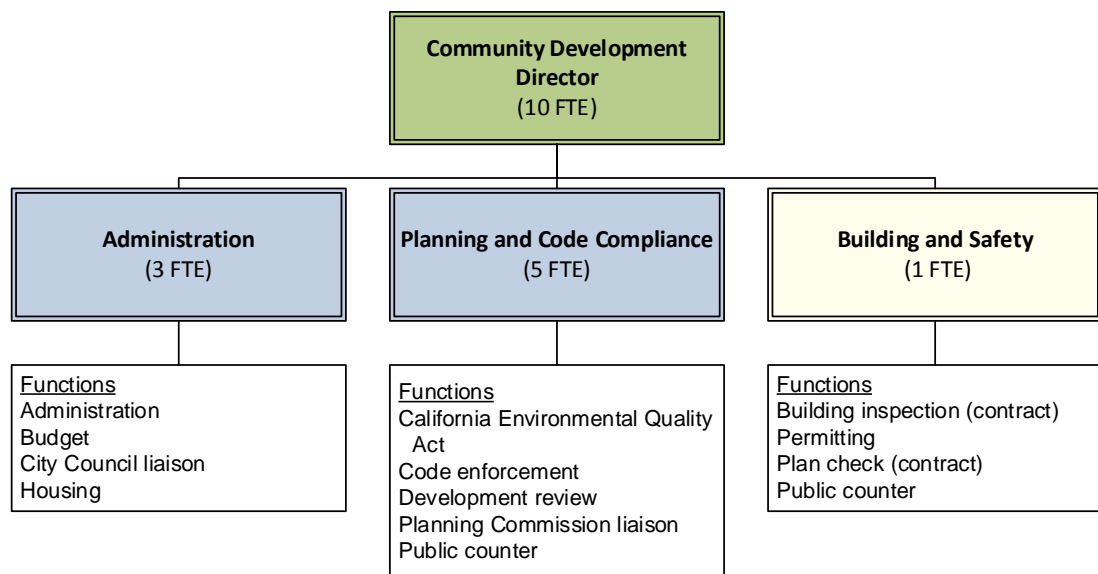 Community Development
Director
(10 FTE)
Administration
(3 FTE)
Planning and Code Compliance
(5 FTE)
Building and Safety
(1 FTE)
Functions
Administration
Budget
City Council liaison
Housing
Functions
California Environmental Quality
Act
Code enforcement
Development review
Planning Commission liaison
Public counter
Functions
Building inspection (contract)
Permitting
Plan check (contract)
Public counter